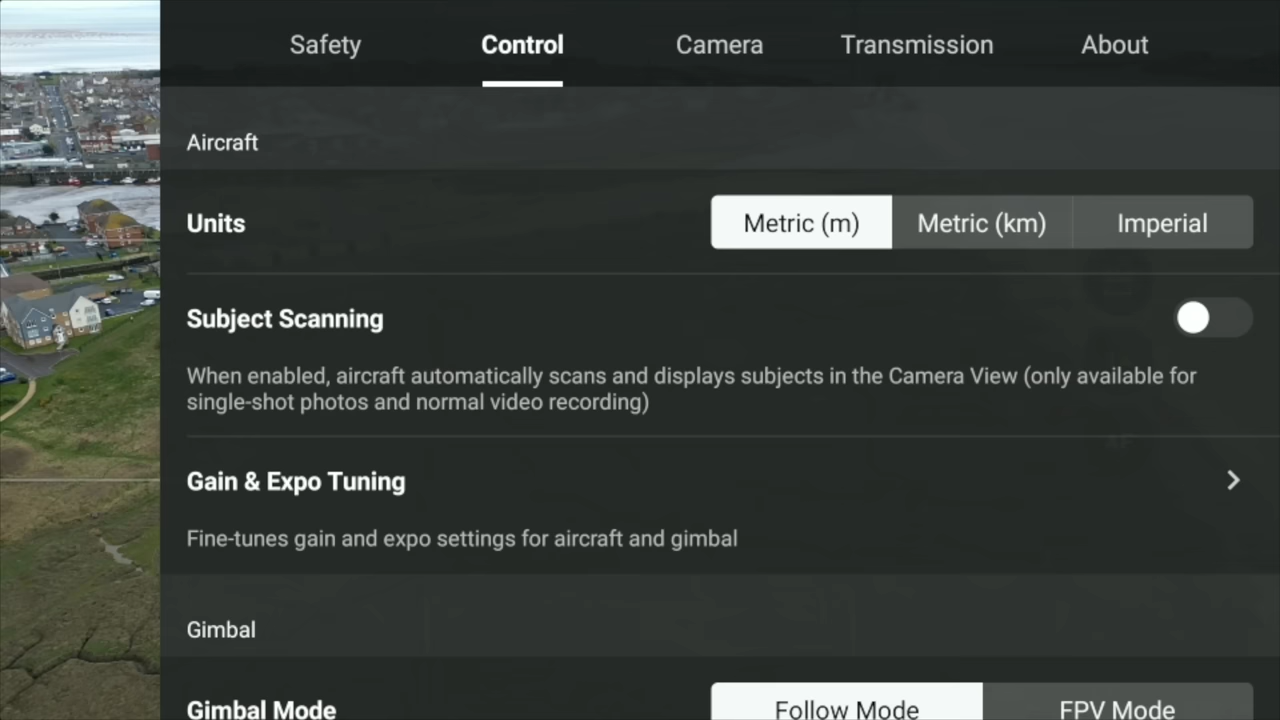 Safety Control Camera Transmission About
Aircraft
Units Metric (m) Metric (km) Imperial
Subject Scanning
When enabled, aircraft automatically scans and displays subjects in the Camera View (only available for
single-shot photos and normal video recording)
Gain & Expo Tuning
Fine-tunes gain and expo settings for aircraft and gimbal
Gimbal
Gimbal Mode Follow Mode FPV Mode